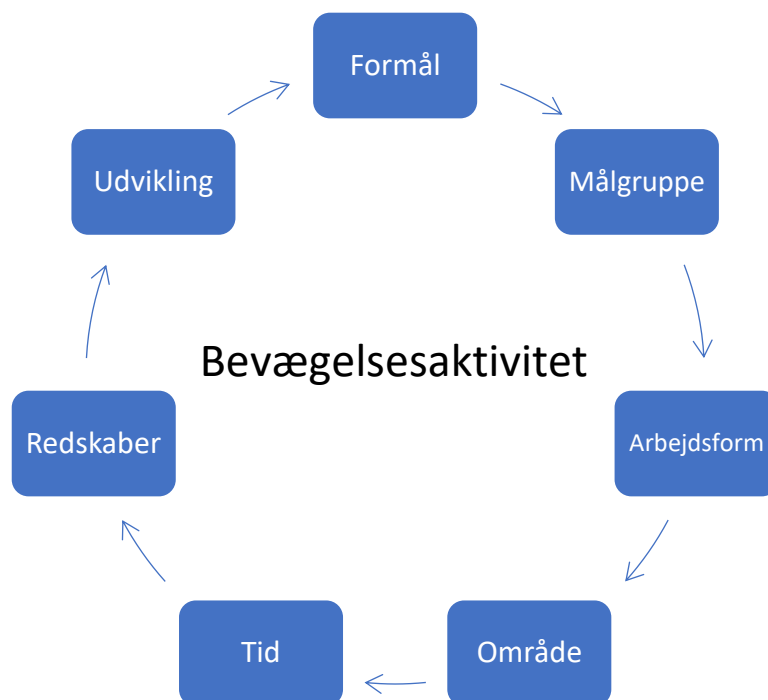 Formål
Målgruppe
Arbejdsform
Område
Tid
Redskaber
Udvikling
Bevægelsesaktivitet